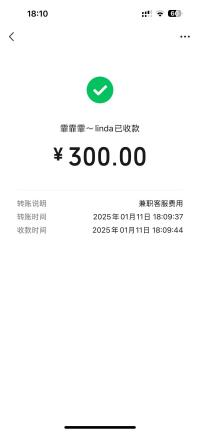 18:10
霏霏霏～linda已收款
¥300.00
转账说明 兼职客服费用
转账时间 2025年01月11日 18:09:37
收款时间 2025年01月11日 18:09:44